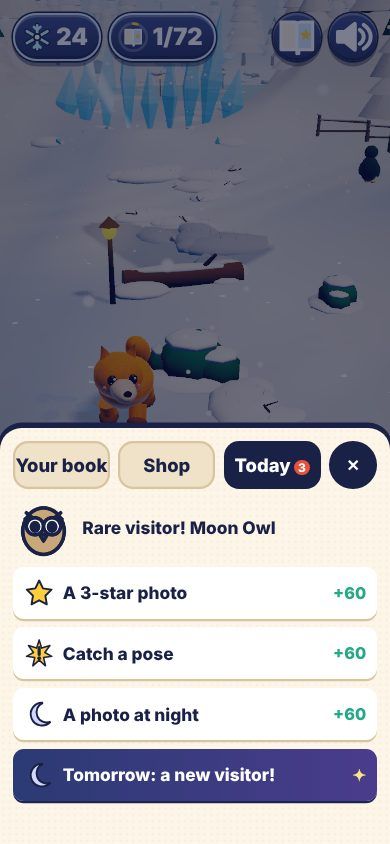 24
1/72
Your book
Shop
Today 3
×
Rare visitor! Moon Owl
A 3-star photo +60
Catch a pose +60
A photo at night +60
Tomorrow: a new visitor!